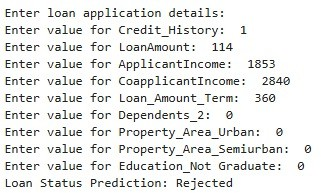 Enter loan application details:
Enter value for Credit_History:  1
Enter value for LoanAmount:  114
Enter value for ApplicantIncome:  1853
Enter value for CoapplicantIncome:  2840
Enter value for Loan_Amount_Term:  360
Enter value for Dependents_2:  0
Enter value for Property_Area_Urban:  0
Enter value for Property_Area_Semiurban:  0
Enter value for Education_Not Graduate:  0
Loan Status Prediction: Rejected